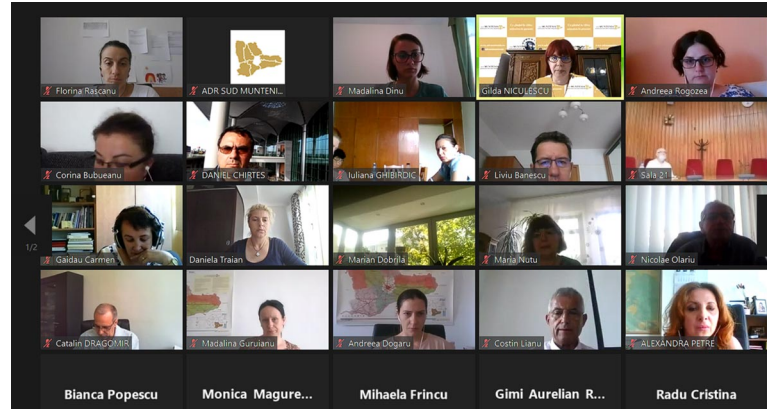 Florina Rașcanu
ADR SUD MUNTENI...
Madalina Dinu
Gilda NICULESCU
Andreea Rogozea
Corina Bubueanu
DANIEL CHIRTES
Iuliana GHIBIRDIC
Liviu Banescu
Sala 21
Gaidau Carmen
Daniela Traian
Marian Dobrila
Maria Nutu
Nicolae Olariu
1/2
Catalin DRAGOMIR
Madalina Guruianu
Andreea Dogaru
Costin Lianu
ALEXANDRA PETRE
Bianca Popescu
Monica Magure...
Mihaela Frincu
Gimi Aurelian R...
Radu Cristina